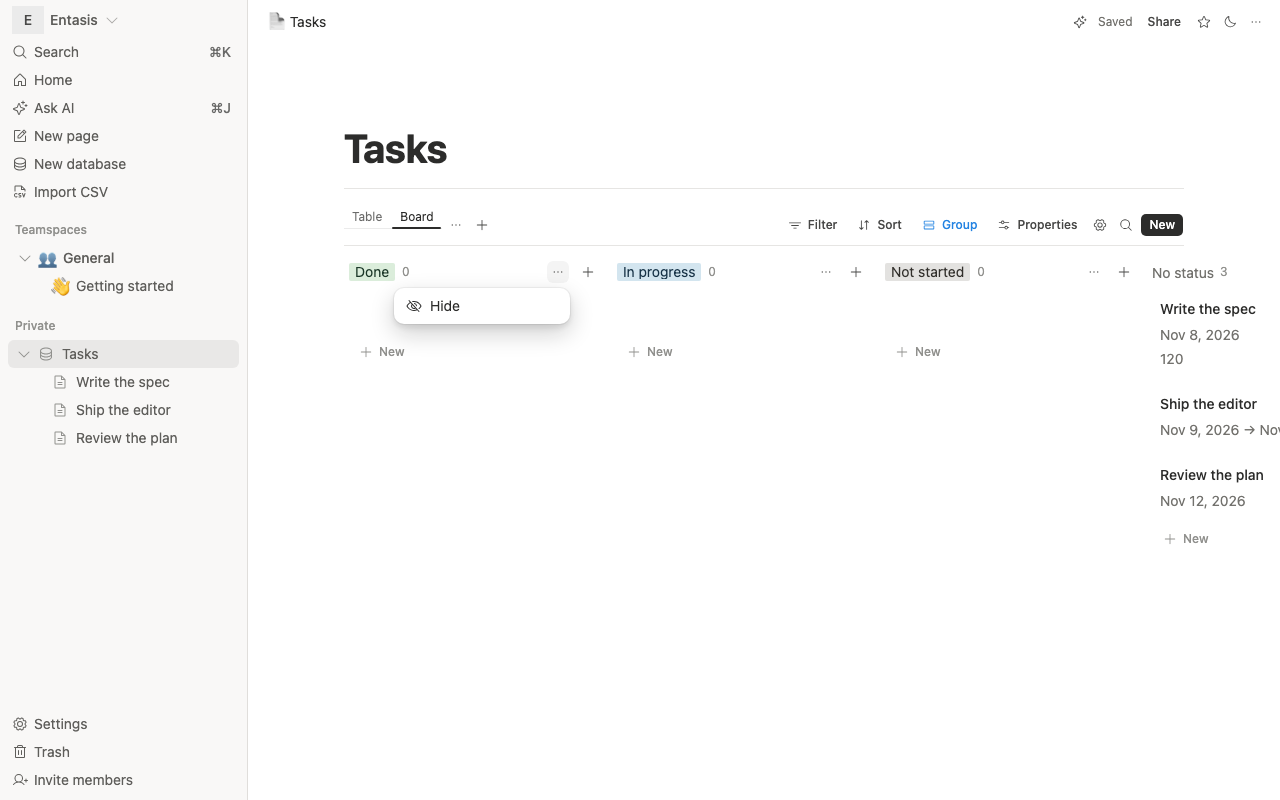 E Entasis
Search ⌘K
Home
Ask AI ⌘J
New page
New database
CSV Import CSV
Teamspaces
General
Getting started
Private
Tasks
Write the spec
Ship the editor
Review the plan
Settings
Trash
Invite members
Tasks
Saved Share
Tasks
Table Board
Filter Sort Group Properties New
Done 0
Hide
New
In progress 0
New
Not started 0
New
No status 3
Write the spec
Nov 8, 2026
120
Ship the editor
Nov 9, 2026 → Nov
Review the plan
Nov 12, 2026
New